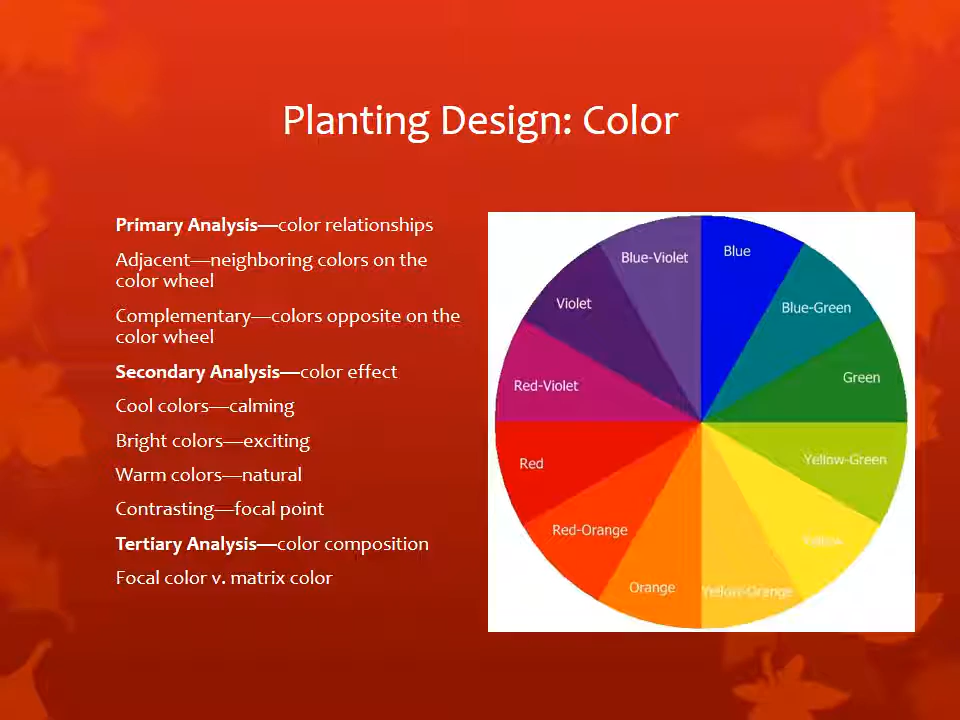 Planting Design: Color
Primary Analysis—color relationships
Adjacent—neighboring colors on the
color wheel
Complementary—colors opposite on the
color wheel
Secondary Analysis—color effect
Cool colors—calming
Bright colors—exciting
Warm colors—natural
Contrasting—focal point
Tertiary Analysis—color composition
Focal color v. matrix color
Blue-Violet
Blue
Violet
Blue-Green
Red-Violet
Green
Red
Yellow-Green
Red-Orange
Yellow
Orange
Yellow-Orange